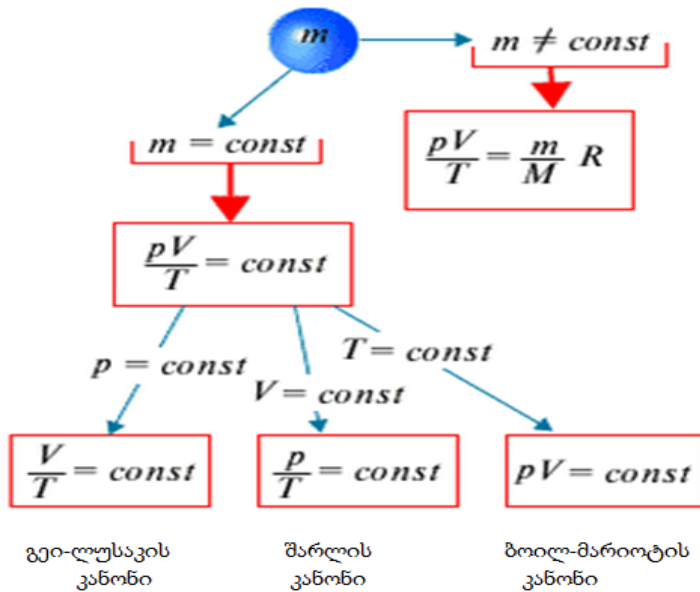 m
m ≠ const
m = const
pV/T = m/M R
pV/T = const
p = const
V = const
T = const
V/T = const
p/T = const
pV = const
გეი-ლუსაკის
კანონი
შარლის
კანონი
ბოილ-მარიოტის
კანონი